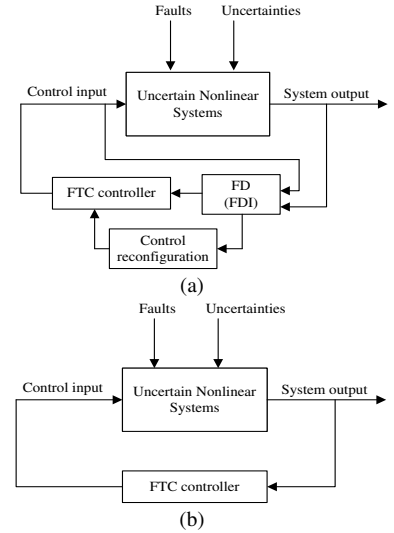 Faults Uncertainties
Control input
Uncertain Nonlinear
Systems
System output
FTC controller
FD
(FDI)
Control
reconfiguration
(a)
Faults Uncertainties
Control input
Uncertain Nonlinear
Systems
System output
FTC controller
(b)